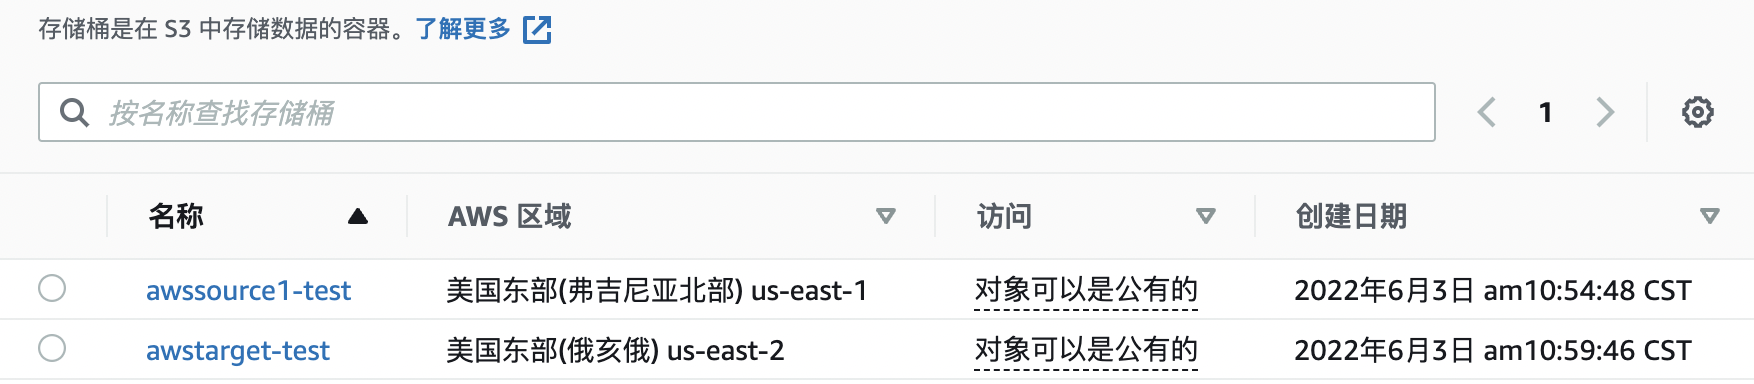 存储桶是在 S3 中存储数据的容器。了解更多
按名称查找存储桶
1
名称 AWS 区域 访问 创建日期
awssource1-test 美国东部(弗吉尼亚北部) us-east-1 对象可以是公有的 2022年6月3日 am10:54:48 CST
awstarget-test 美国东部(俄亥俄) us-east-2 对象可以是公有的 2022年6月3日 am10:59:46 CST